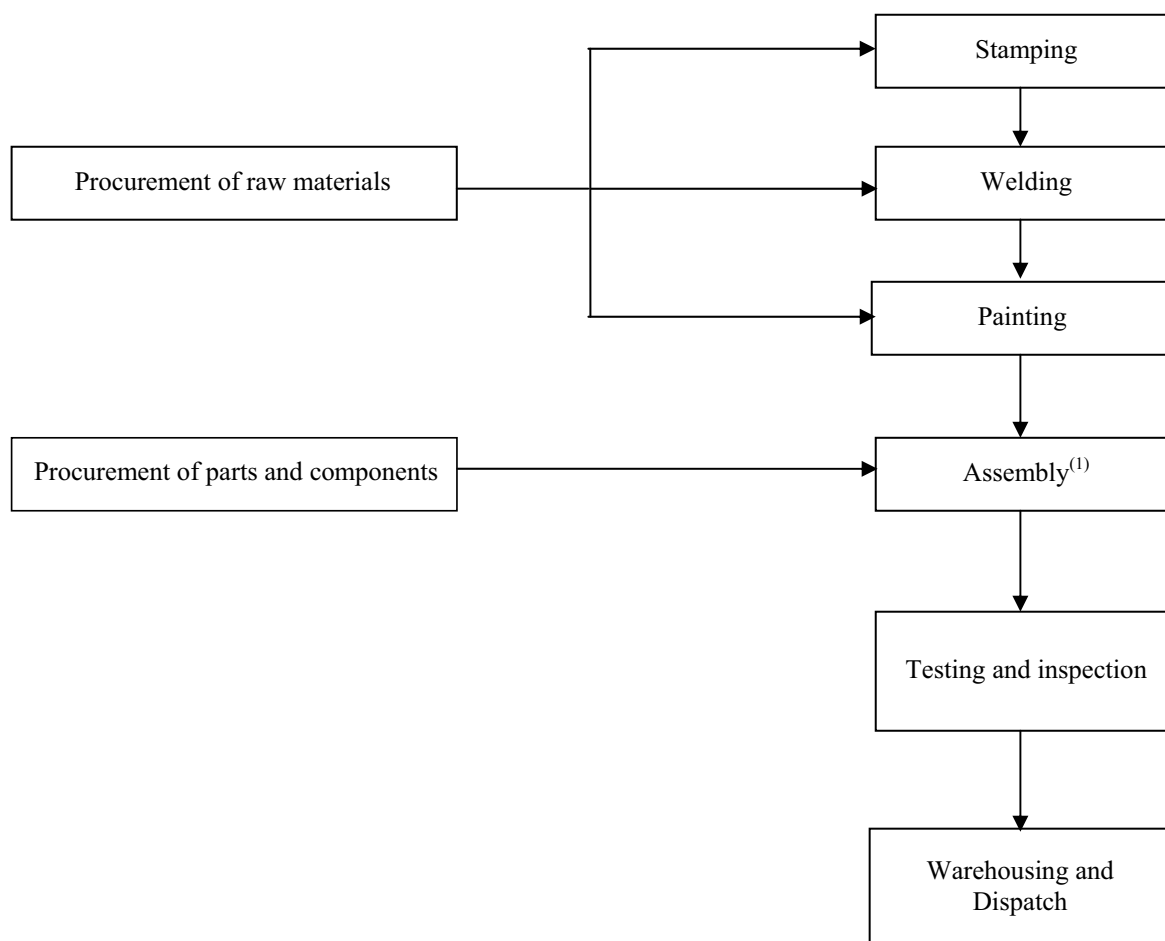 Stamping
Procurement of raw materials
Welding
Painting
Procurement of parts and components
Assembly(1)
Testing and inspection
Warehousing and
Dispatch